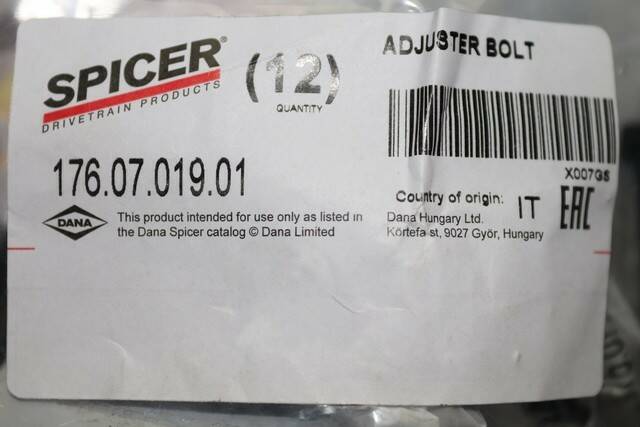 SPICER®
DRIVETRAIN PRODUCTS
(12)
QUANTITY
ADJUSTER BOLT
X007GS
176.07.019.01
Country of origin: IT
EAC
DANA
This product intended for use only as listed in
the Dana Spicer catalog © Dana Limited
Dana Hungary Ltd.
Körtefa st, 9027 Győr, Hungary